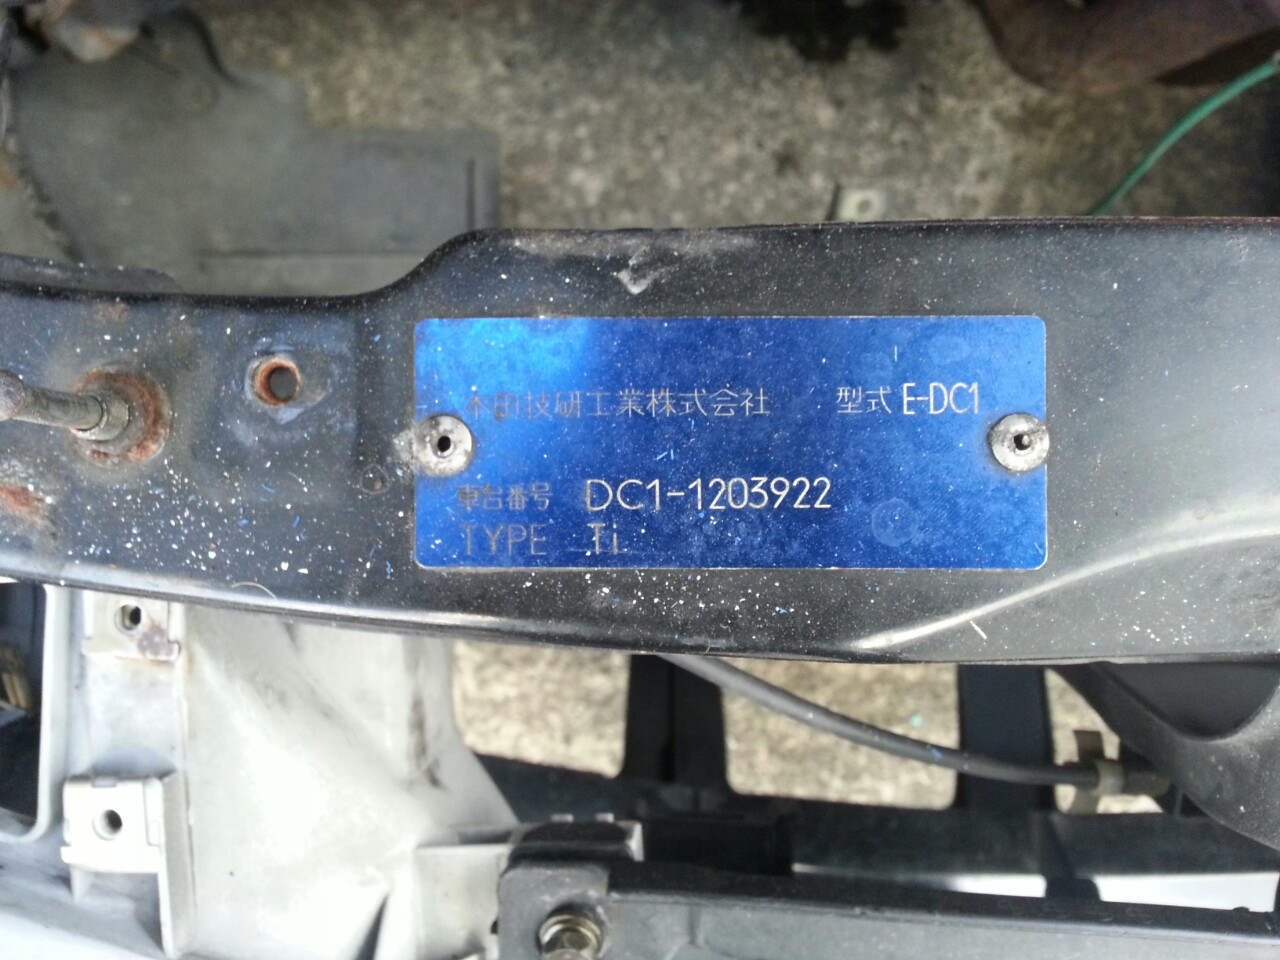 本田技研工業株式会社 型式 E-DC1
車台番号 DC1-1203922
TYPE Ti